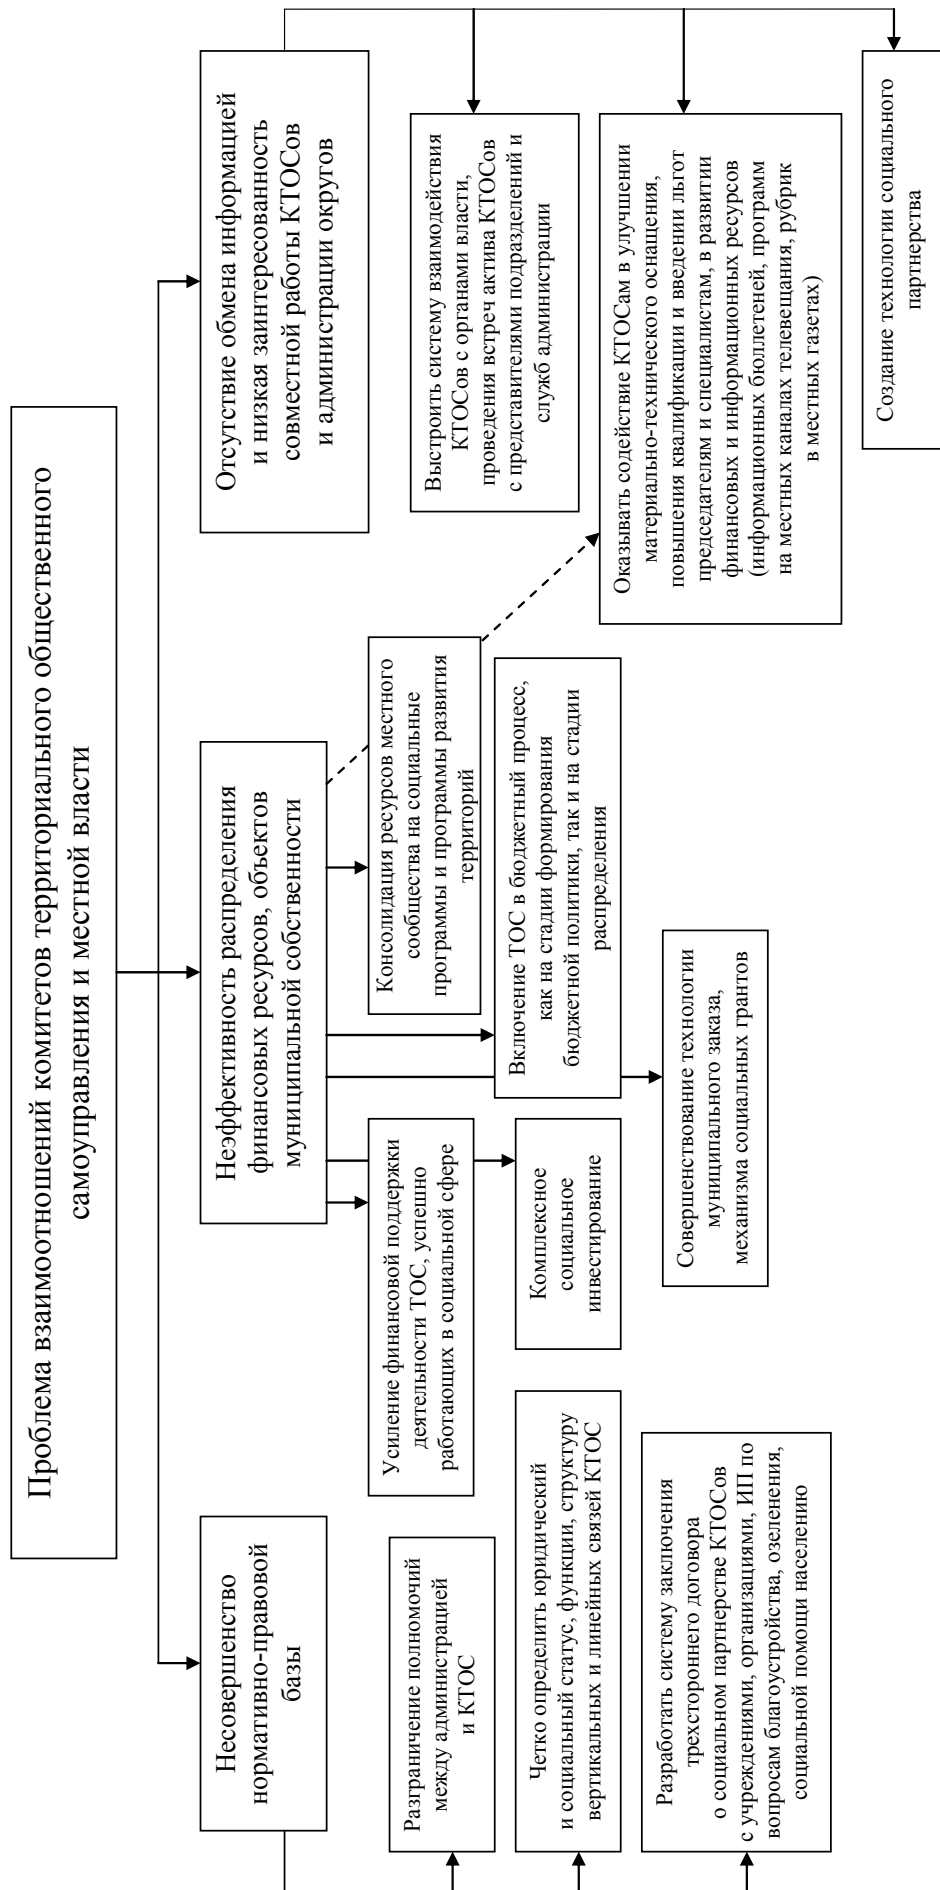 Проблема взаимоотношений комитетов территориального общественного
самоуправления и местной власти
Несовершенство
нормативно-правовой
базы
Неэффективность распределения
финансовых ресурсов, объектов
муниципальной собственности
Отсутствие обмена информацией
и низкая заинтересованность
совместной работы КТОСов
и администрации округов
Разграничение полномочий
между администрацией
и КТОС
Четко определить юридический
и социальный статус, функции, структуру
вертикальных и линейных связей КТОС
Разработать систему заключения
трехстороннего договора
о социальном партнерстве КТОСов
с учреждениями, организациями, ИП по
вопросам благоустройства, озеленения,
социальной помощи населению
Усиление финансовой поддержки
деятельности ТОС, успешно
работающих в социальной сфере
Комплексное
социальное
инвестирование
Консолидация ресурсов местного
сообщества на социальные
программы и программы развития
территорий
Включение ТОС в бюджетный процесс,
как на стадии формирования
бюджетной политики, так и на стадии
распределения
Совершенствование технологии
муниципального заказа,
механизма социальных грантов
Выстроить систему взаимодействия
КТОСов с органами власти,
проведения встреч актива КТОСов
с представителями подразделений и
служб администрации
Оказывать содействие КТОСам в улучшении
материально-технического оснащения,
повышения квалификации и введении льгот
председателям и специалистам, в развитии
финансовых и информационных ресурсов
(информационных бюллетеней, программ
на местных каналах телевещания, рубрик
в местных газетах)
Создание технологии социального
партнерства